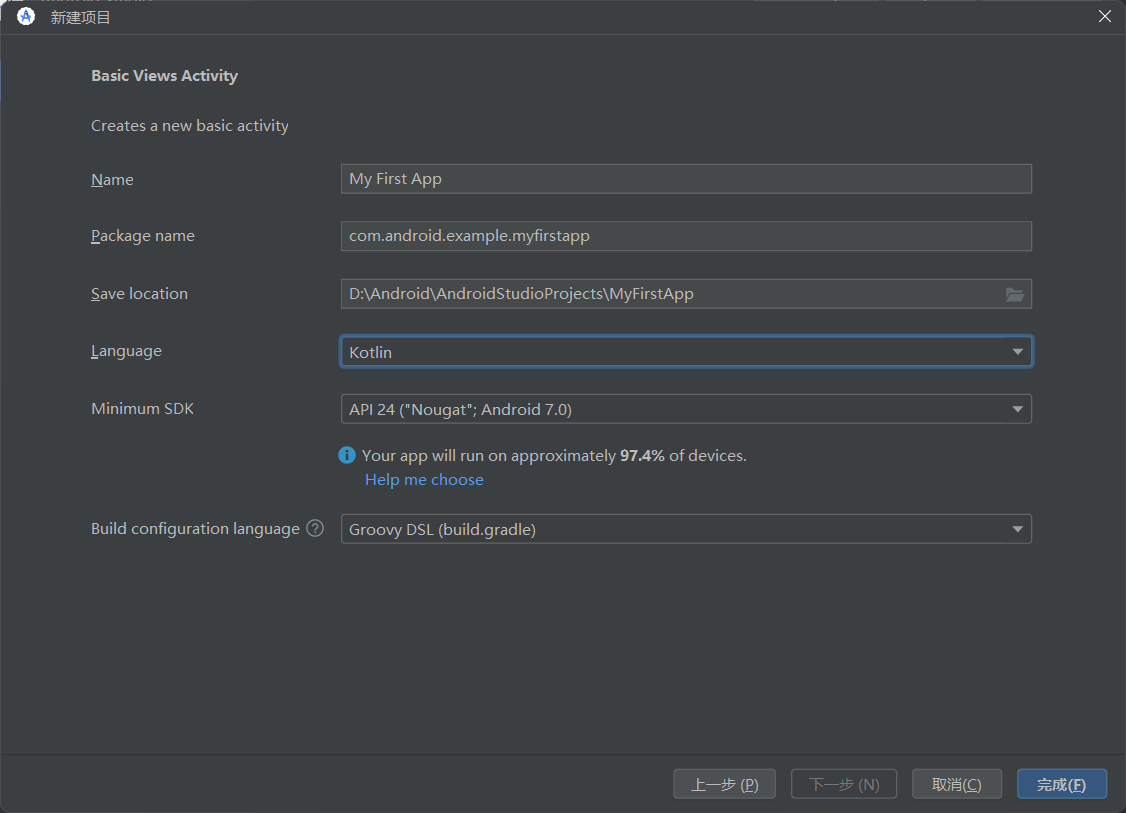 新建项目
Basic Views Activity
Creates a new basic activity
Name
My First App
Package name
com.android.example.myfirstapp
Save location
D:\Android\AndroidStudioProjects\MyFirstApp
Language
Kotlin
Minimum SDK
API 24 ("Nougat"; Android 7.0)
Your app will run on approximately 97.4% of devices.
Help me choose
Build configuration language ?
Groovy DSL (build.gradle)
上一步 (P) 下一步 (N) 取消(C) 完成(F)